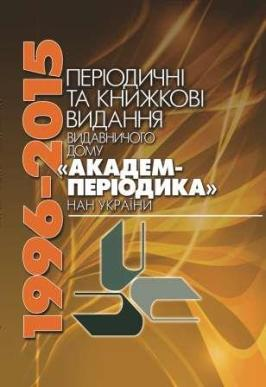 1996–2015
ПЕРІОДИЧНІ
ТА КНИЖКОВІ
ВИДАННЯ
ВИДАВНИЧОГО
ДОМУ
«АКАДЕМ-
ПЕРІОДИКА»
НАН УКРАЇНИ